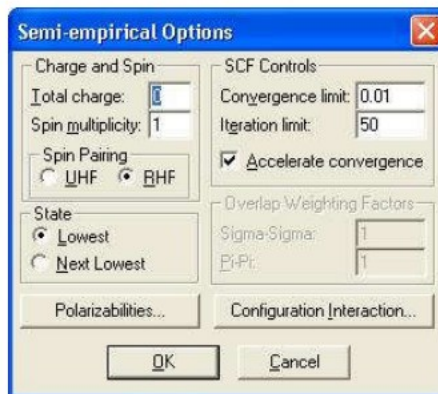 Semi-empirical Options
Charge and Spin
Total charge: 0
Spin multiplicity: 1
Spin Pairing
UHF RHF
State
Lowest
Next Lowest
SCF Controls
Convergence limit: 0.01
Iteration limit: 50
Accelerate convergence
Overlap Weighting Factors
Sigma-Sigma: 1
Pi-Pi: 1
Polarizabilities... Configuration Interaction...
OK Cancel